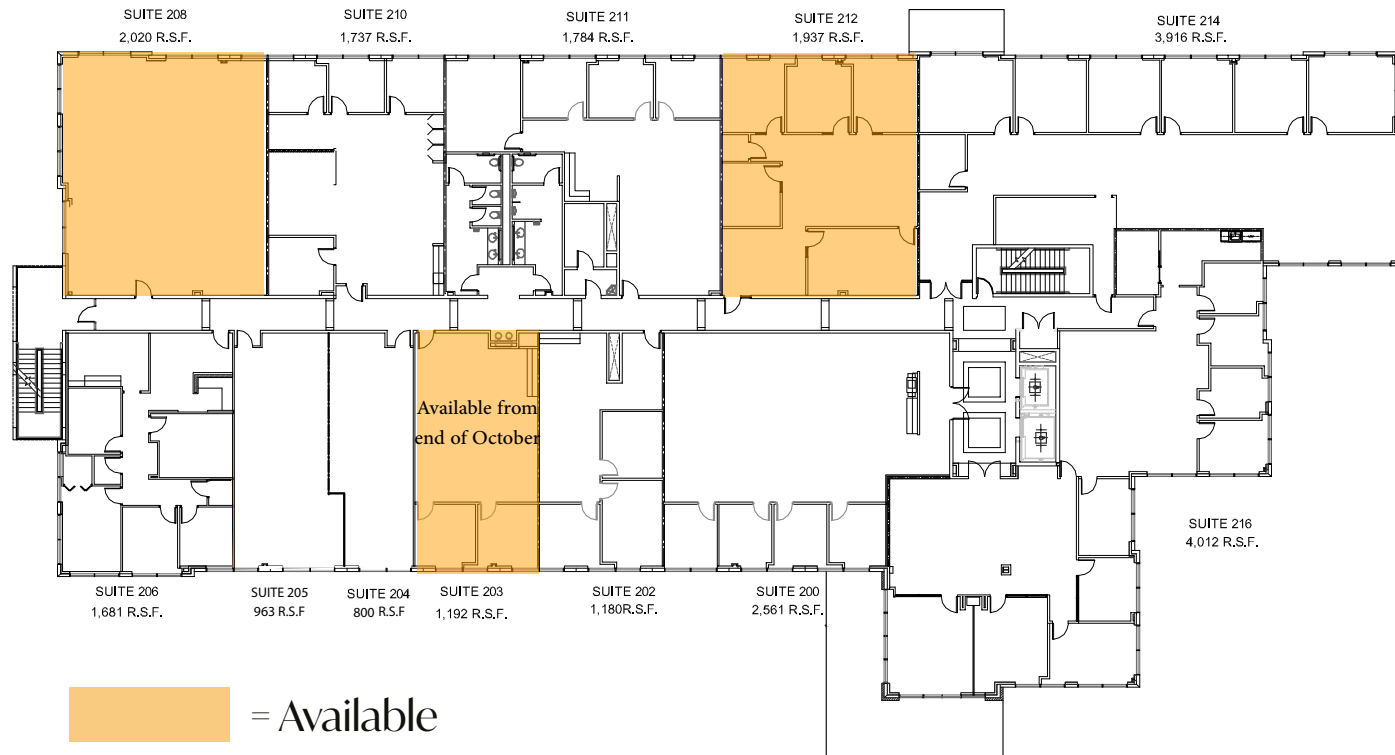 SUITE 208
2,020 R.S.F.
SUITE 210
1,737 R.S.F.
SUITE 211
1,784 R.S.F.
SUITE 212
1,937 R.S.F.
SUITE 214
3,916 R.S.F.
Available from
end of October
SUITE 216
4,012 R.S.F.
SUITE 206
1,681 R.S.F.
SUITE 205
963 R.S.F
SUITE 204
800 R.S.F
SUITE 203
1,192 R.S.F.
SUITE 202
1,180R.S.F.
SUITE 200
2,561 R.S.F.
= Available